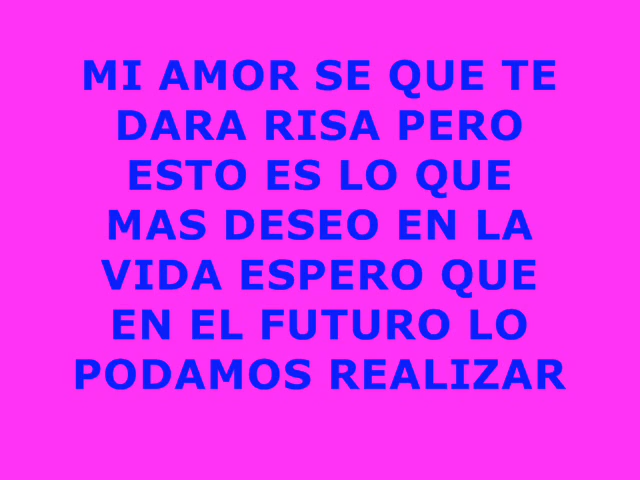 MI AMOR SE QUE TE
DARA RISA PERO
ESTO ES LO QUE
MAS DESEO EN LA
VIDA ESPERO QUE
EN EL FUTURO LO
PODAMOS REALIZAR